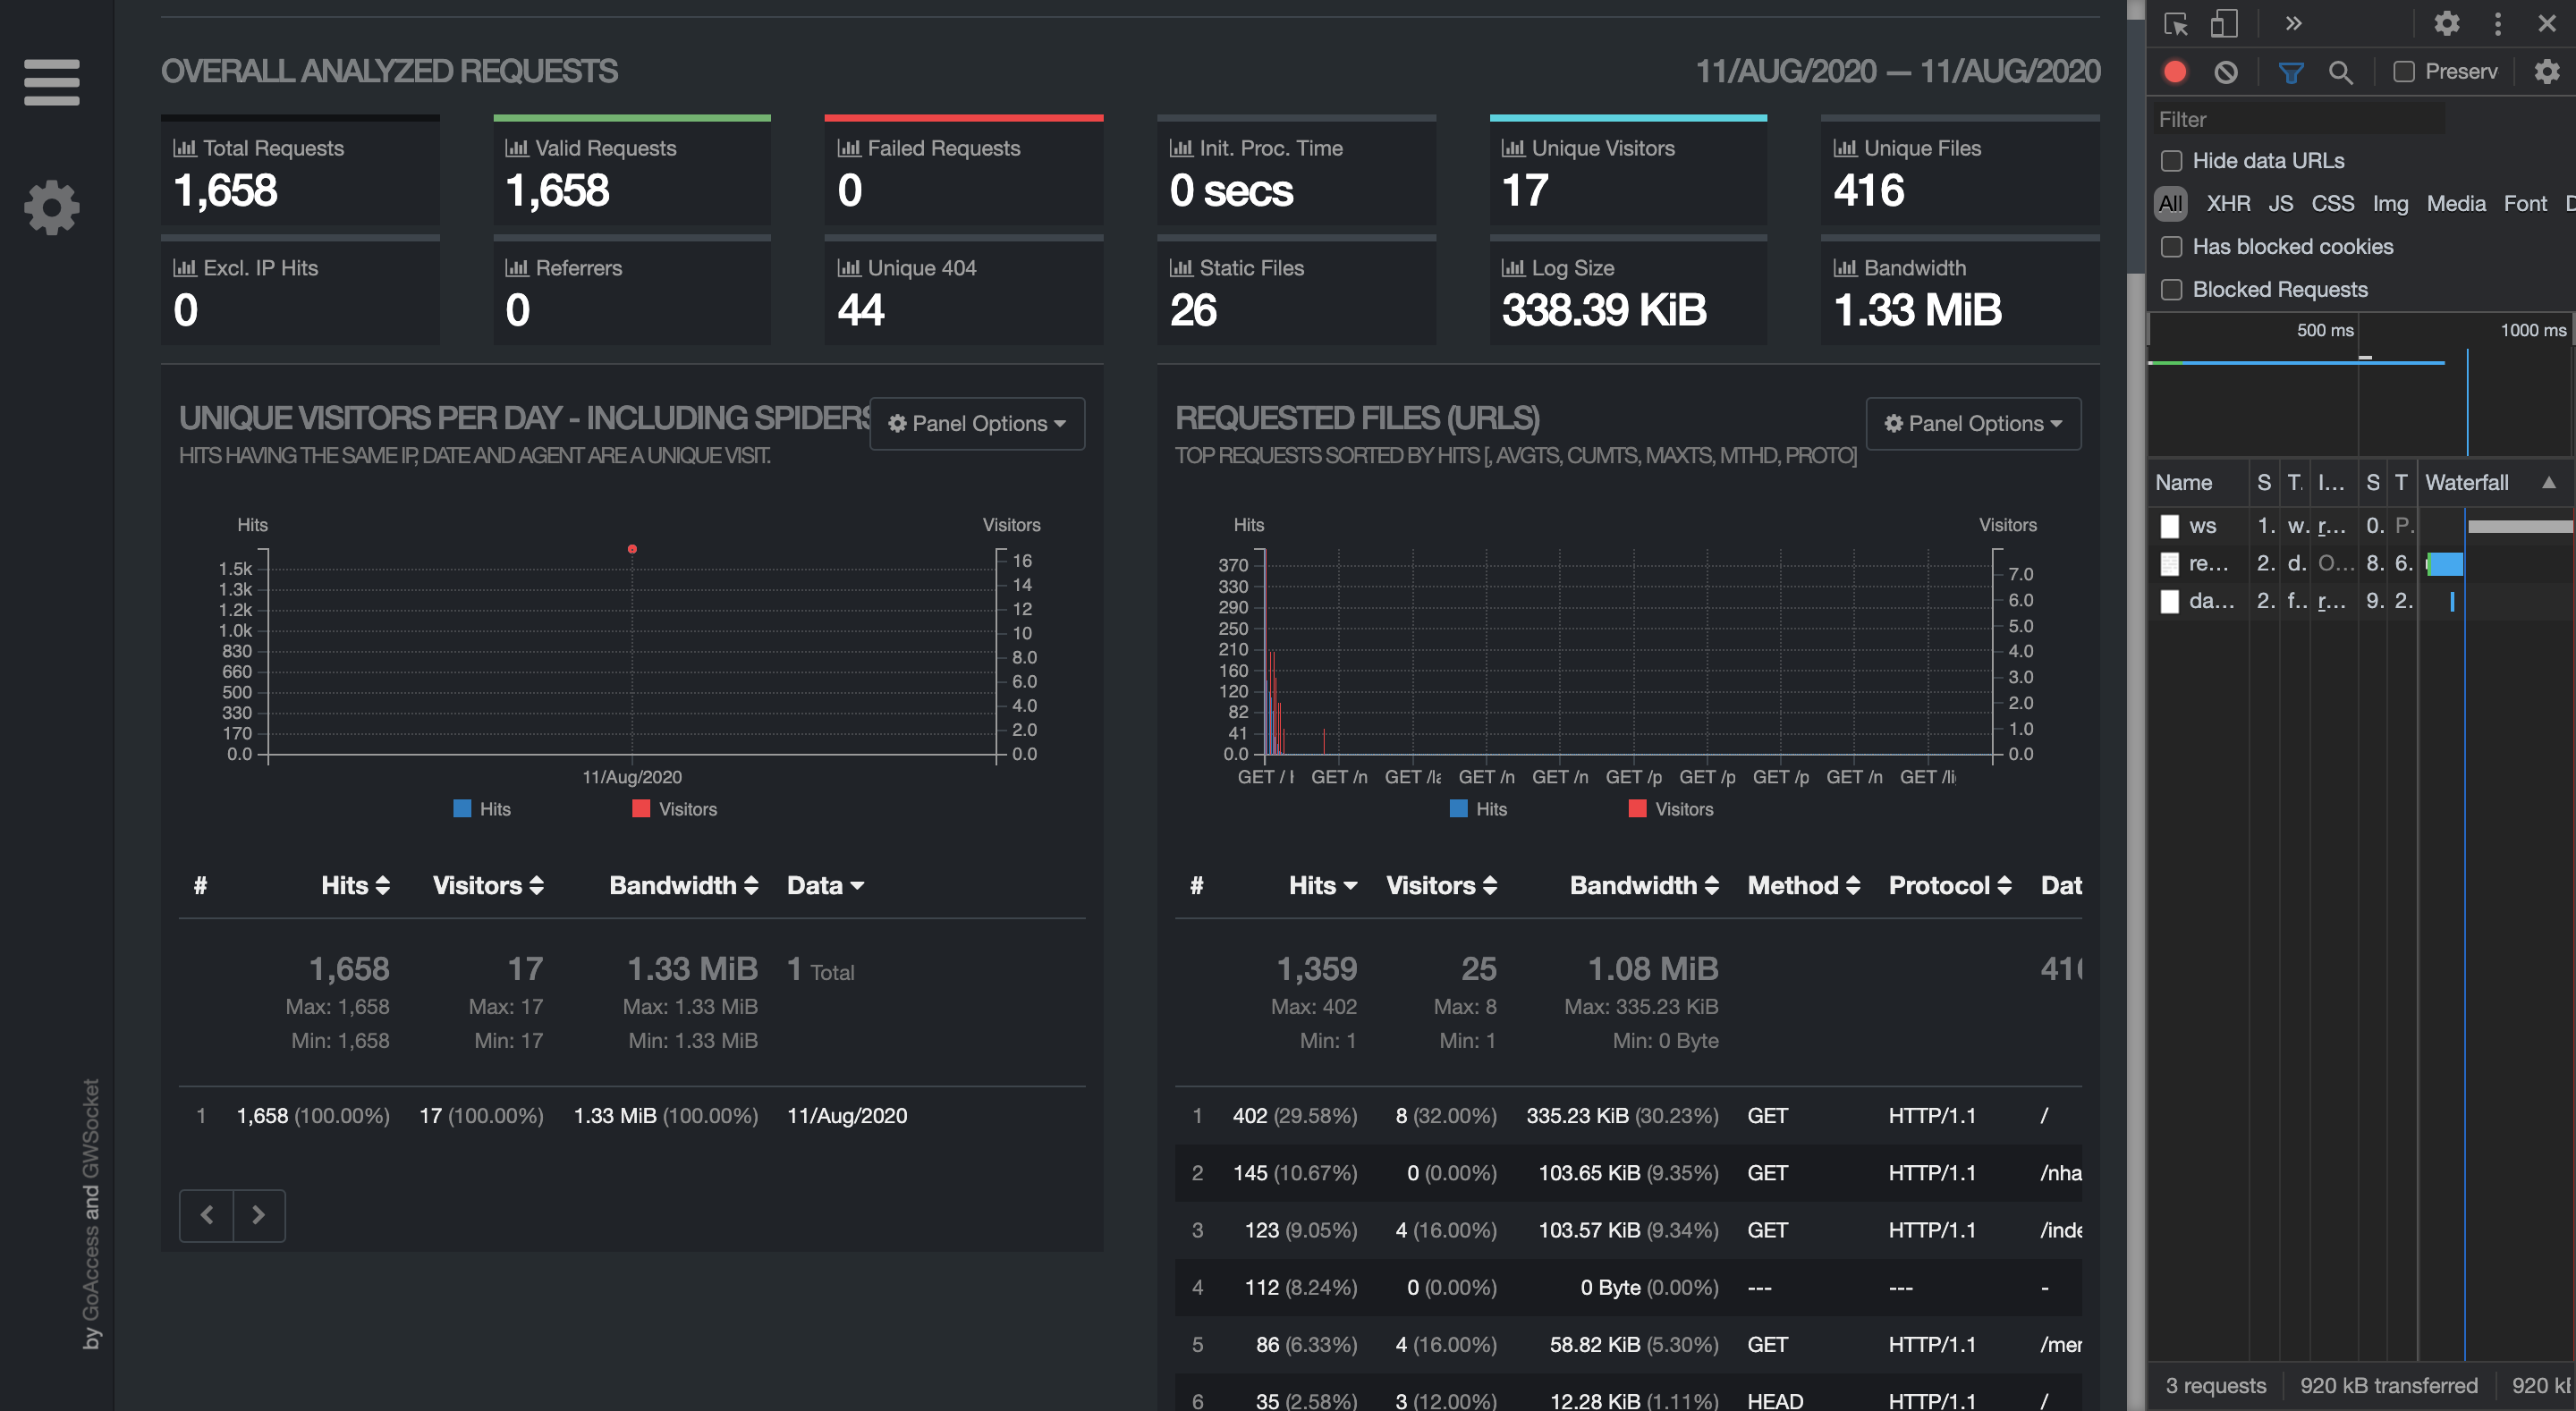 OVERALL ANALYZED REQUESTS
11/AUG/2020 — 11/AUG/2020
Total Requests
1,658
Valid Requests
1,658
Failed Requests
0
Init. Proc. Time
0 secs
Unique Visitors
17
Unique Files
416
Excl. IP Hits
0
Referrers
0
Unique 404
44
Static Files
26
Log Size
338.39 KiB
Bandwidth
1.33 MiB
UNIQUE VISITORS PER DAY - INCLUDING SPIDERS
Panel Options
HITS HAVING THE SAME IP, DATE AND AGENT ARE A UNIQUE VISIT.
Hits
Visitors
1.5k
1.3k
1.2k
1.0k
830
660
500
330
170
0.0
16
14
12
10
8.0
6.0
4.0
2.0
0.0
11/Aug/2020
Hits Visitors
# Hits Visitors Bandwidth Data
1,658 17 1.33 MiB 1 Total
Max: 1,658 Max: 17 Max: 1.33 MiB
Min: 1,658 Min: 17 Min: 1.33 MiB
1 1,658 (100.00%) 17 (100.00%) 1.33 MiB (100.00%) 11/Aug/2020
REQUESTED FILES (URLS)
Panel Options
TOP REQUESTS SORTED BY HITS [, AVGTS, CUMTS, MAXTS, MTHD, PROTO]
Hits
Visitors
370
330
290
250
210
160
120
82
41
0.0
7.0
6.0
5.0
4.0
3.0
2.0
1.0
0.0
GET / GET /n GET /la GET /n GET /n GET /p GET /p GET /p GET /n GET /li
Hits Visitors
# Hits Visitors Bandwidth Method Protocol Dat
1,359 25 1.08 MiB 416
Max: 402 Max: 8 Max: 335.23 KiB
Min: 1 Min: 1 Min: 0 Byte
1 402 (29.58%) 8 (32.00%) 335.23 KiB (30.23%) GET HTTP/1.1 /
2 145 (10.67%) 0 (0.00%) 103.65 KiB (9.35%) GET HTTP/1.1 /nha
3 123 (9.05%) 4 (16.00%) 103.57 KiB (9.34%) GET HTTP/1.1 /inde
4 112 (8.24%) 0 (0.00%) 0 Byte (0.00%) --- --- -
5 86 (6.33%) 4 (16.00%) 58.82 KiB (5.30%) GET HTTP/1.1 /mer
6 35 (2.58%) 3 (12.00%) 12.28 KiB (1.11%) HEAD HTTP/1.1 /
by GoAccess and GWSocket
Preserv
Filter
Hide data URLs
All XHR JS CSS Img Media Font D
Has blocked cookies
Blocked Requests
500 ms 1000 ms
Name S T. I... S T Waterfall
ws 1. w. r... 0. P.
re... 2. d. O... 8. 6.
da... 2. f.. r... 9. 2.
3 requests 920 kB transferred 920 k